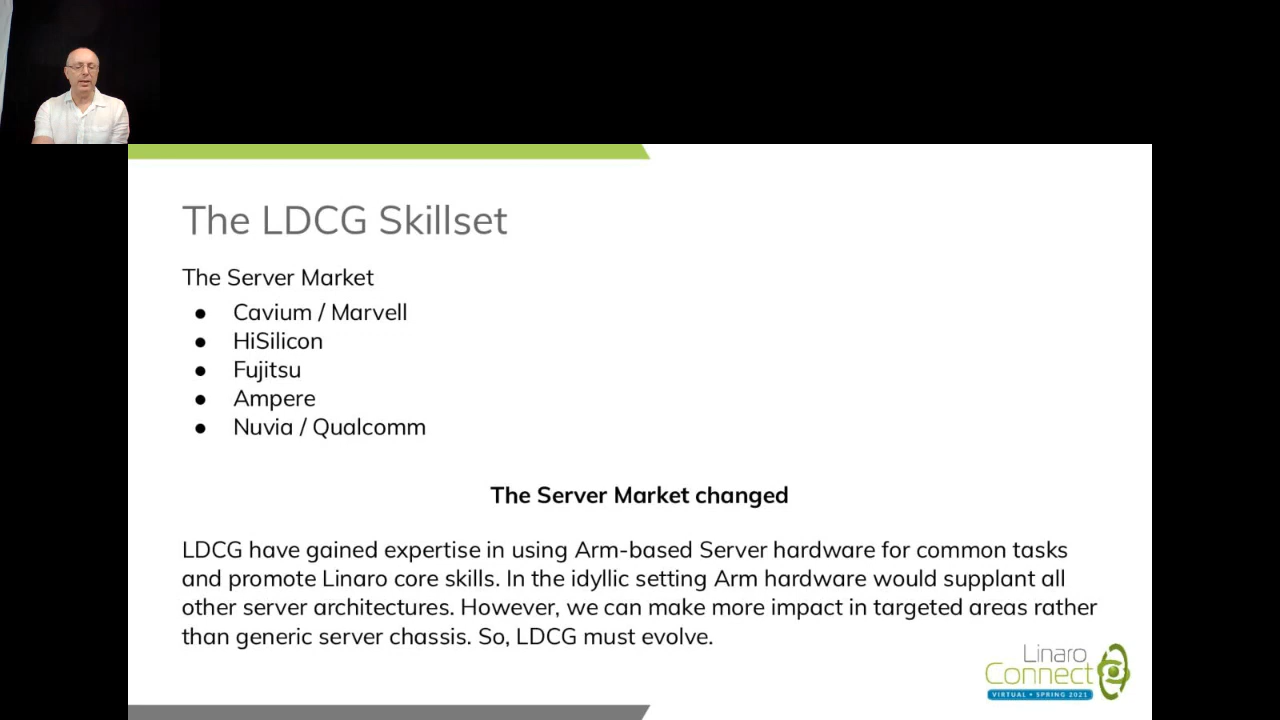 The LDCG Skillset
The Server Market
● Cavium / Marvell
● HiSilicon
● Fujitsu
● Ampere
● Nuvia / Qualcomm
The Server Market changed
LDCG have gained expertise in using Arm-based Server hardware for common tasks
and promote Linaro core skills. In the idyllic setting Arm hardware would supplant all
other server architectures. However, we can make more impact in targeted areas rather
than generic server chassis. So, LDCG must evolve.
Linaro
Connect
VIRTUAL • SPRING 2021